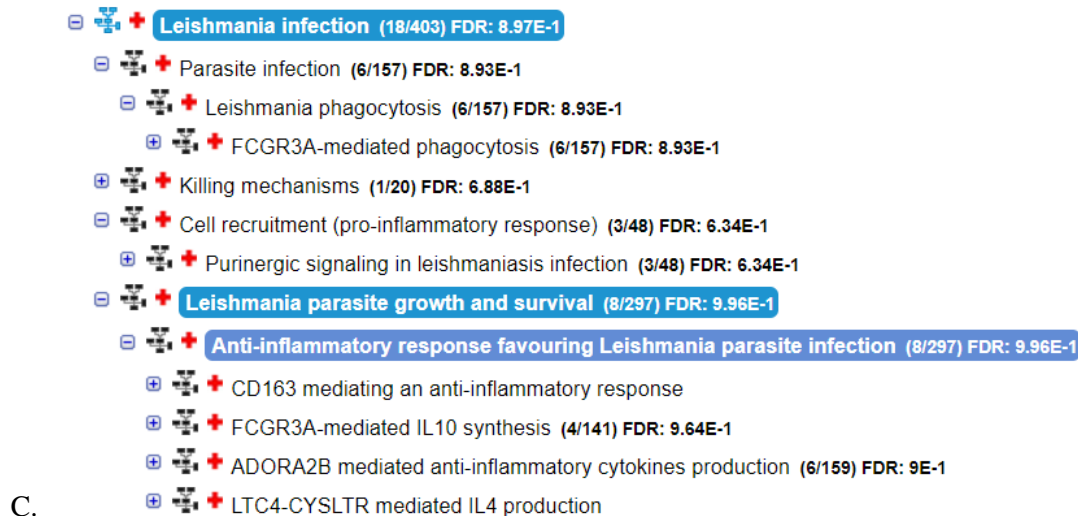 Leishmania infection (18/403) FDR: 8.97E-1
Parasite infection (6/157) FDR: 8.93E-1
Leishmania phagocytosis (6/157) FDR: 8.93E-1
FCGR3A-mediated phagocytosis (6/157) FDR: 8.93E-1
Killing mechanisms (1/20) FDR: 6.88E-1
Cell recruitment (pro-inflammatory response) (3/48) FDR: 6.34E-1
Purinergic signaling in leishmaniasis infection (3/48) FDR: 6.34E-1
Leishmania parasite growth and survival (8/297) FDR: 9.96E-1
Anti-inflammatory response favouring Leishmania parasite infection (8/297) FDR: 9.96E-1
CD163 mediating an anti-inflammatory response
FCGR3A-mediated IL10 synthesis (4/141) FDR: 9.64E-1
ADORA2B mediated anti-inflammatory cytokines production (6/159) FDR: 9E-1
C. LTC4-CYSLTR mediated IL4 production